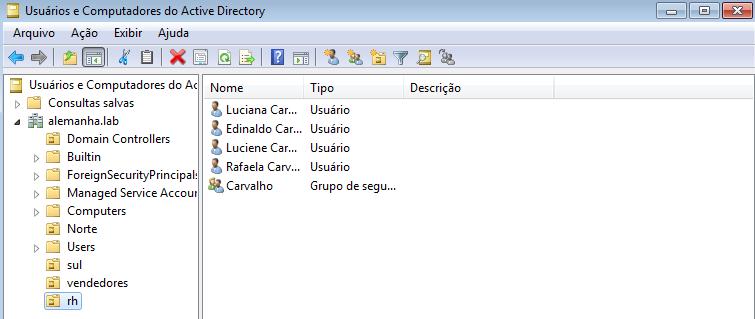 Usuários e Computadores do Active Directory
Arquivo Ação Exibir Ajuda
Usuários e Computadores do Ac
Consultas salvas
alemanha.lab
Domain Controllers
Builtin
ForeignSecurityPrincipals
Managed Service Accour
Computers
Norte
Users
sul
vendedores
rh
Nome Tipo Descrição
Luciana Car... Usuário
Edinaldo Car... Usuário
Luciene Car... Usuário
Rafaela Carv... Usuário
Carvalho Grupo de segu...